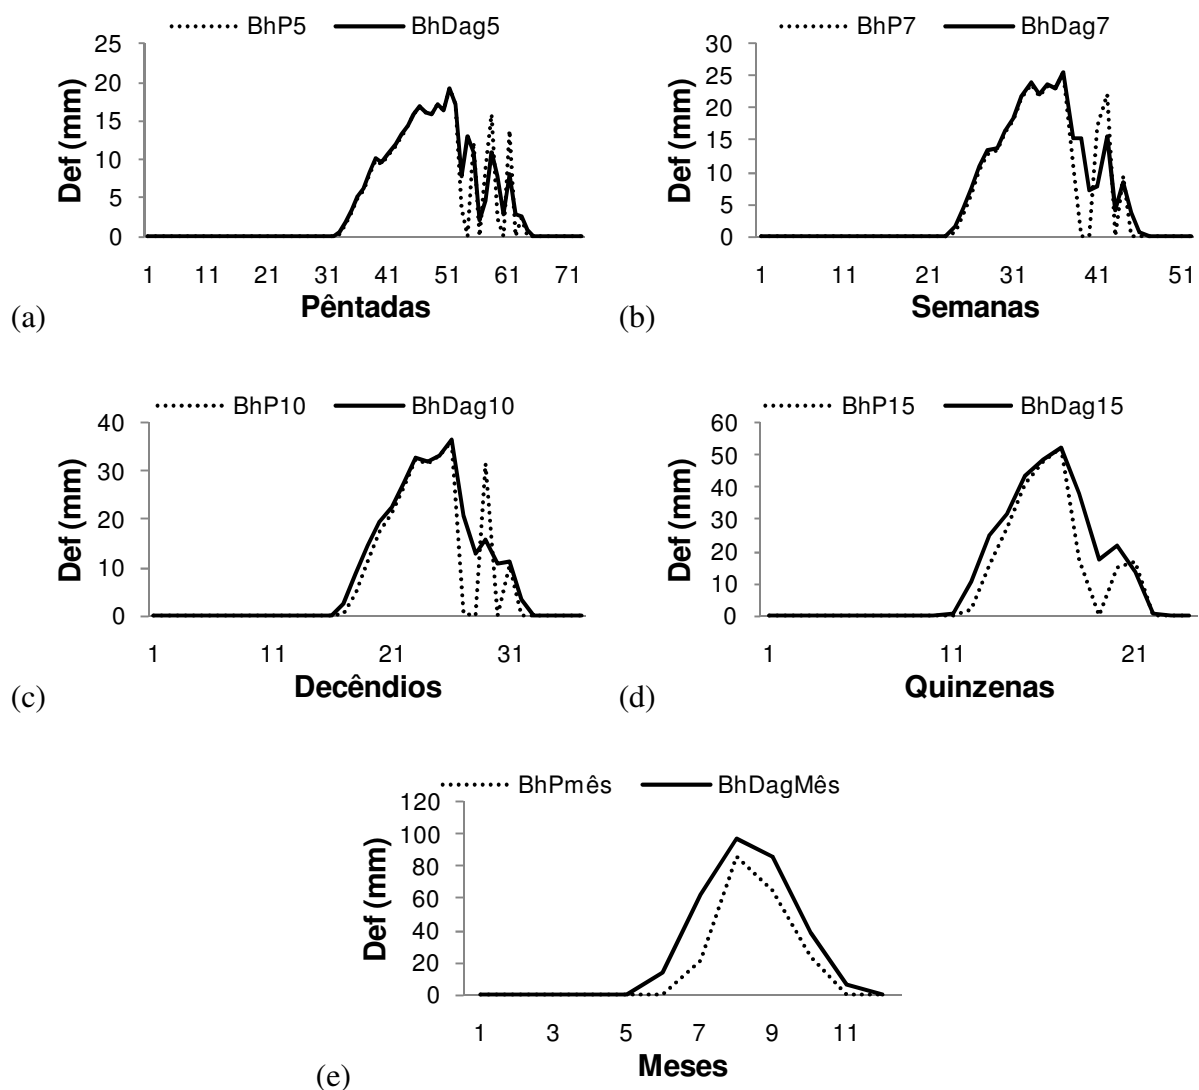 BhP5 BhDag5
25
20
15
10
5
0
Def (mm)
1 11 21 31 41 51 61 71
Pêntadas
(a)
BhP7 BhDag7
30
25
20
15
10
5
0
Def (mm)
1 11 21 31 41 51
Semanas
(b)
BhP10 BhDag10
40
30
20
10
0
Def (mm)
1 11 21 31
Decêndios
(c)
BhP15 BhDag15
60
50
40
30
20
10
0
Def (mm)
1 11 21
Quinzenas
(d)
BhPmês BhDagMês
120
100
80
60
40
20
0
Def (mm)
1 3 5 7 9 11
Meses
(e)